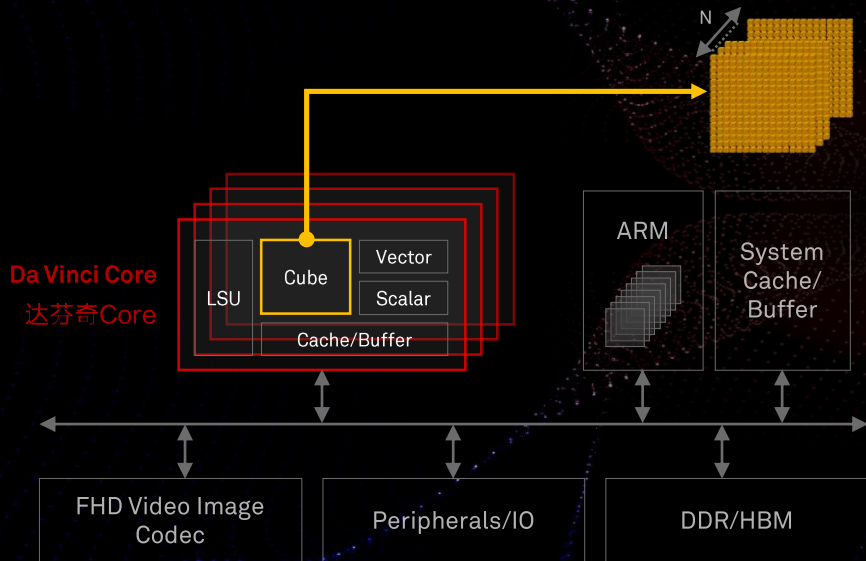 N
Da Vinci Core
达芬奇Core
LSU
Cube
Vector
Scalar
Cache/Buffer
ARM
System
Cache/
Buffer
FHD Video Image
Codec
Peripherals/IO
DDR/HBM